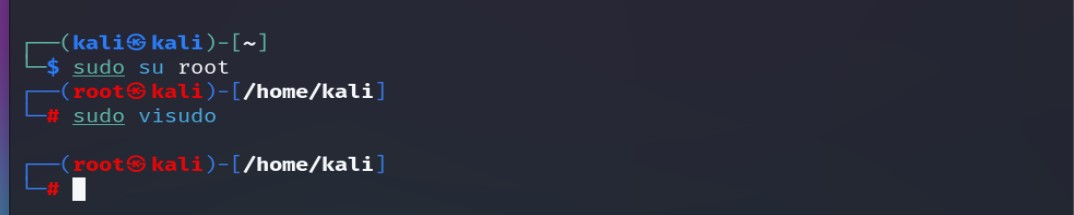 ┌──(kali㉿kali)-[~]
└─$ sudo su root
┌──(root㉿kali)-[/home/kali]
└─# sudo visudo
┌──(root㉿kali)-[/home/kali]
└─#